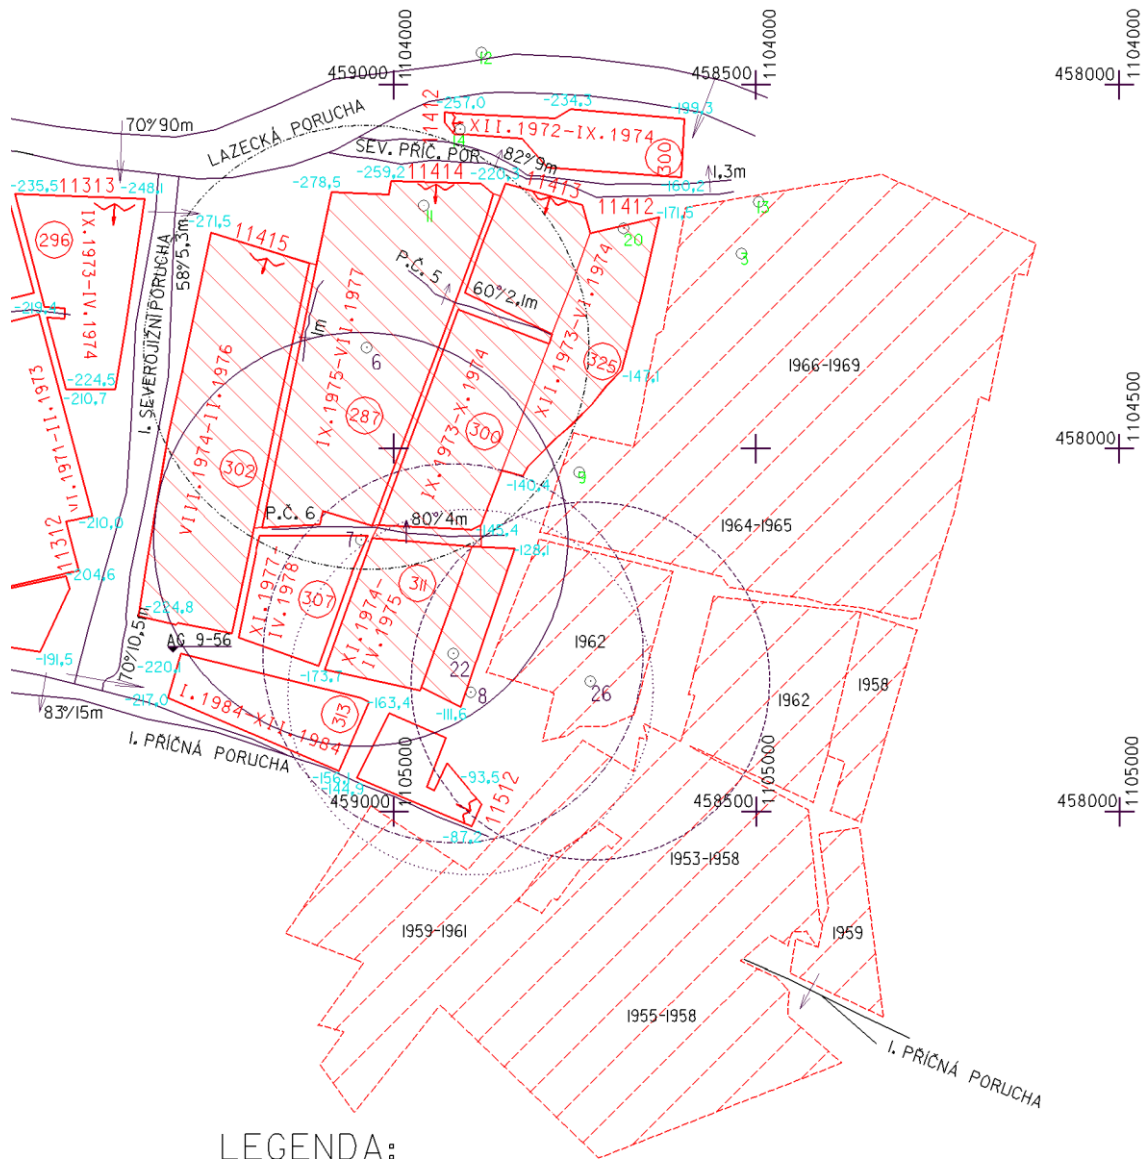 1104000
1104000
1104000
459000
458500
458000
12
-257.0
-234.3
199.3
70°/90m
LAZECKÁ PORUCHA
11412
XII.1972-IX.1974
14
300
SEV. PŘÍČ. POR.
82°/9m
1,3m
-235.5
11313
-248.1
-278.5
-259.2
11414
-220.3
11413
-160.2
11412
-171.5
13
11
20
3
296
IX.1973-IV.1974
-271.5
11415
I. SEVEROJIŽNÍ PORUCHA
58°/5,3m
P.Č. 5
60°/2,1m
-219.4
1m
6
IX.1975-VII.1977
287
XII.1973-VI.1974
325
-147.1
1966-1969
-224.5
-210.7
VI.1971-II.1973
VIII.1974-II.1976
302
IX.1973-X.1974
300
1104500
458000
9
-140.4
P.Č. 6
80°/4m
-145.4
-128.1
1964-1965
-210.0
11312
-204.6
7
XI.1977-
IV.1978
307
XI.1974-
IV.1975
311
-224.8
AG 9-56
70°/10,5m
-191.5
-220.1
-217.0
83°/15m
-173.7
22
8
-111.6
-163.4
I.1984-XII.1984
313
1962
26
1962
1958
I. PŘÍČNÁ PORUCHA
-156.1
-144.9
-93.5
11512
-87.2
459000
1105000
458500
1105000
458000
1105000
1953-1958
1959-1961
1959
1955-1958
I. PŘÍČNÁ PORUCHA
LEGENDA: